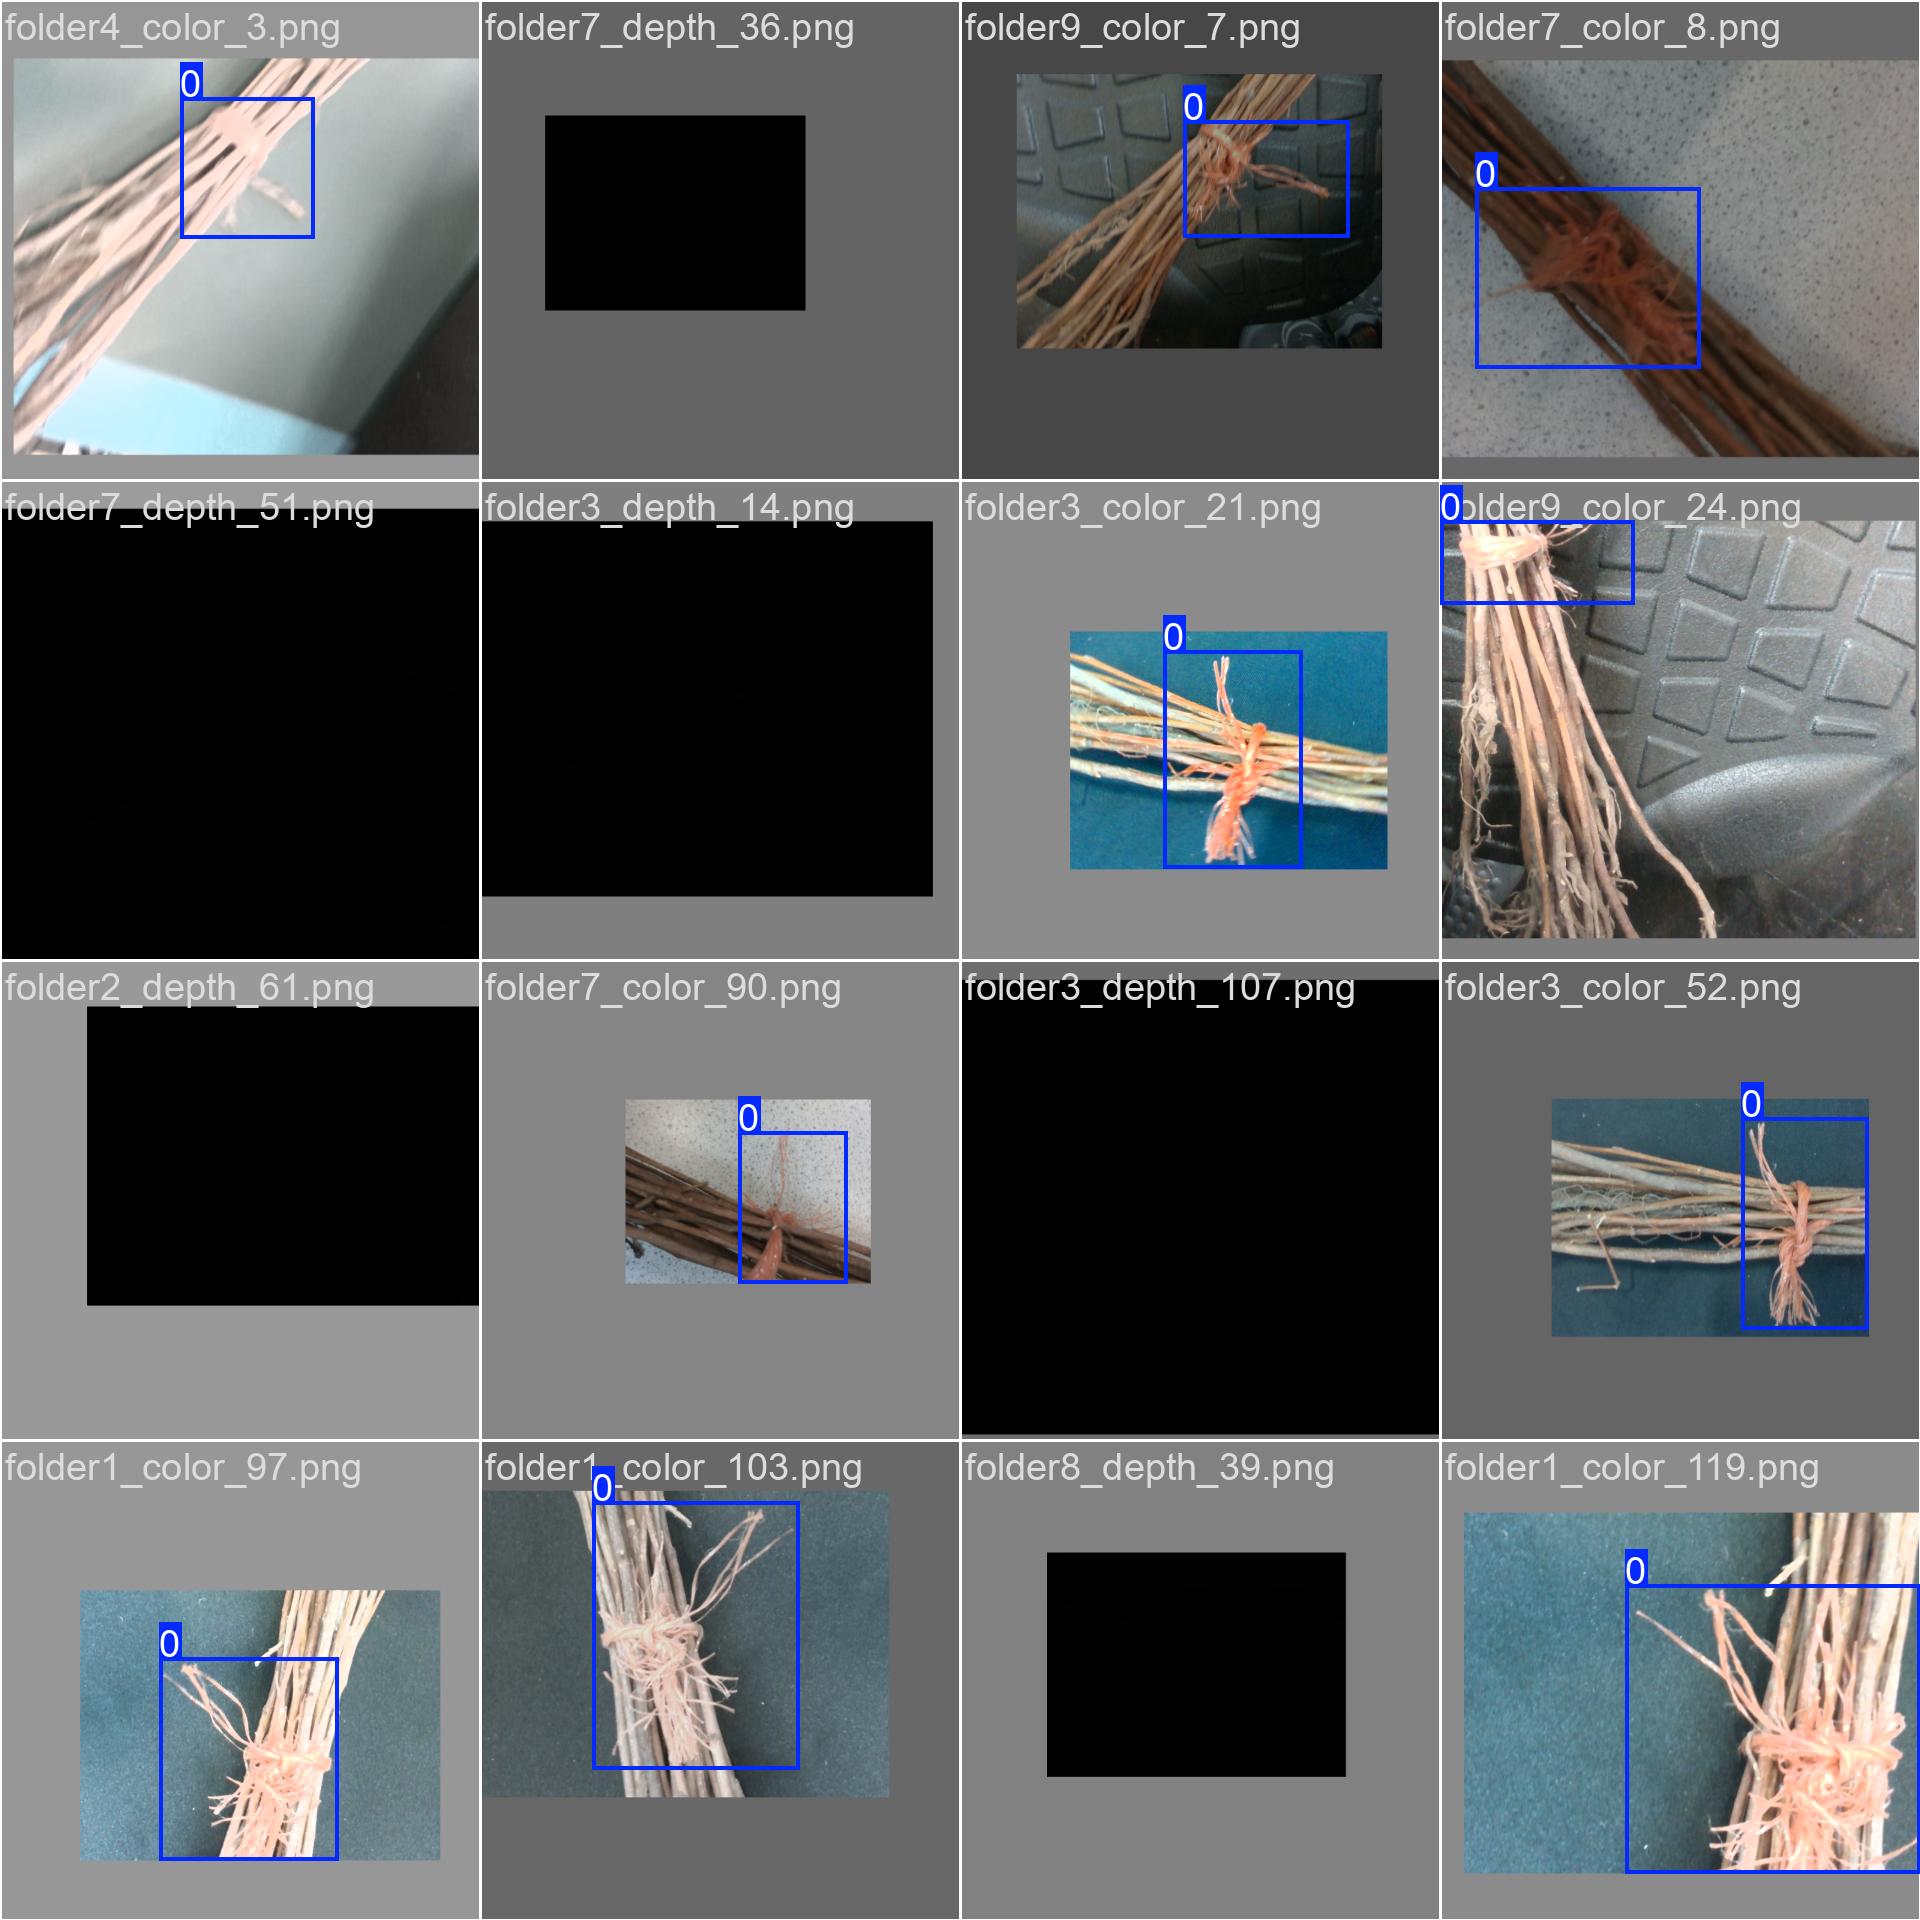 folder4_color_3.png
0
folder7_depth_36.png
folder9_color_7.png
0
folder7_color_8.png
0
folder7_depth_51.png
folder3_depth_14.png
folder3_color_21.png
0
0older9_color_24.png
folder2_depth_61.png
folder7_color_90.png
0
folder3_depth_107.png
folder3_color_52.png
0
folder1_color_97.png
0
folder1_color_103.png
0
folder8_depth_39.png
folder1_color_119.png
0